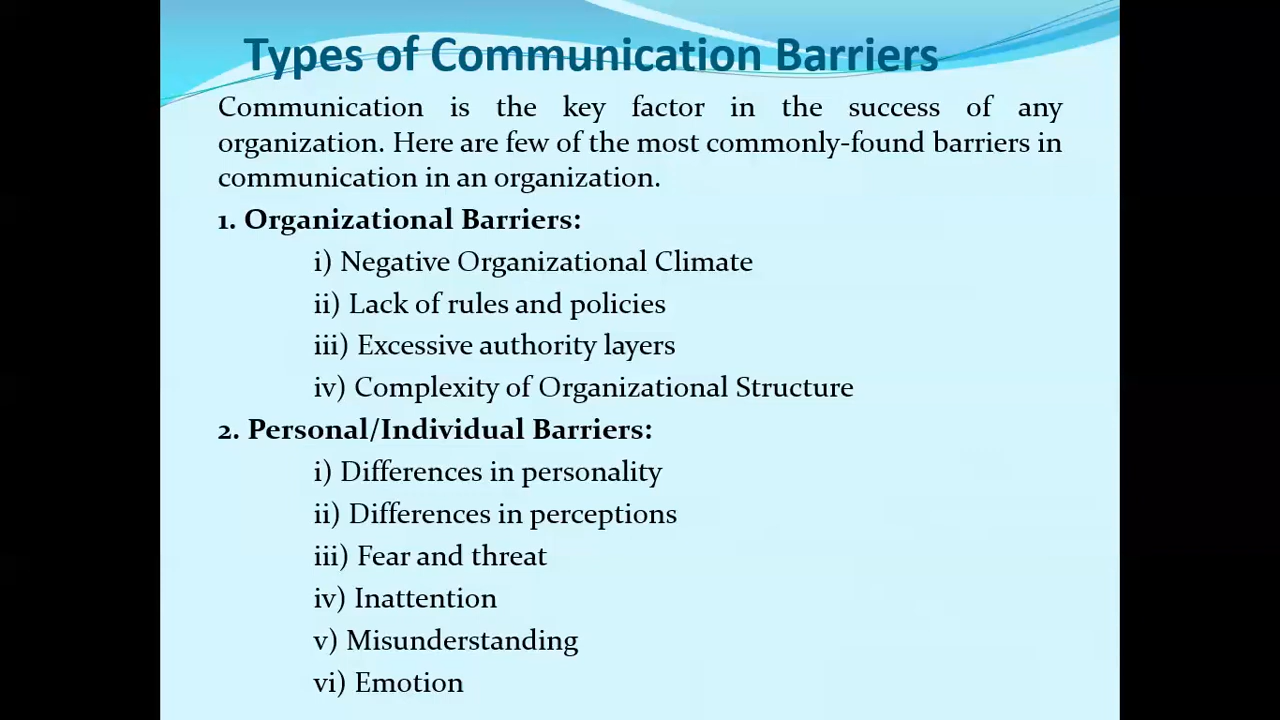 Types of Communication Barriers
Communication is the key factor in the success of any
organization. Here are few of the most commonly-found barriers in
communication in an organization.
1. Organizational Barriers:
i) Negative Organizational Climate
ii) Lack of rules and policies
iii) Excessive authority layers
iv) Complexity of Organizational Structure
2. Personal/Individual Barriers:
i) Differences in personality
ii) Differences in perceptions
iii) Fear and threat
iv) Inattention
v) Misunderstanding
vi) Emotion